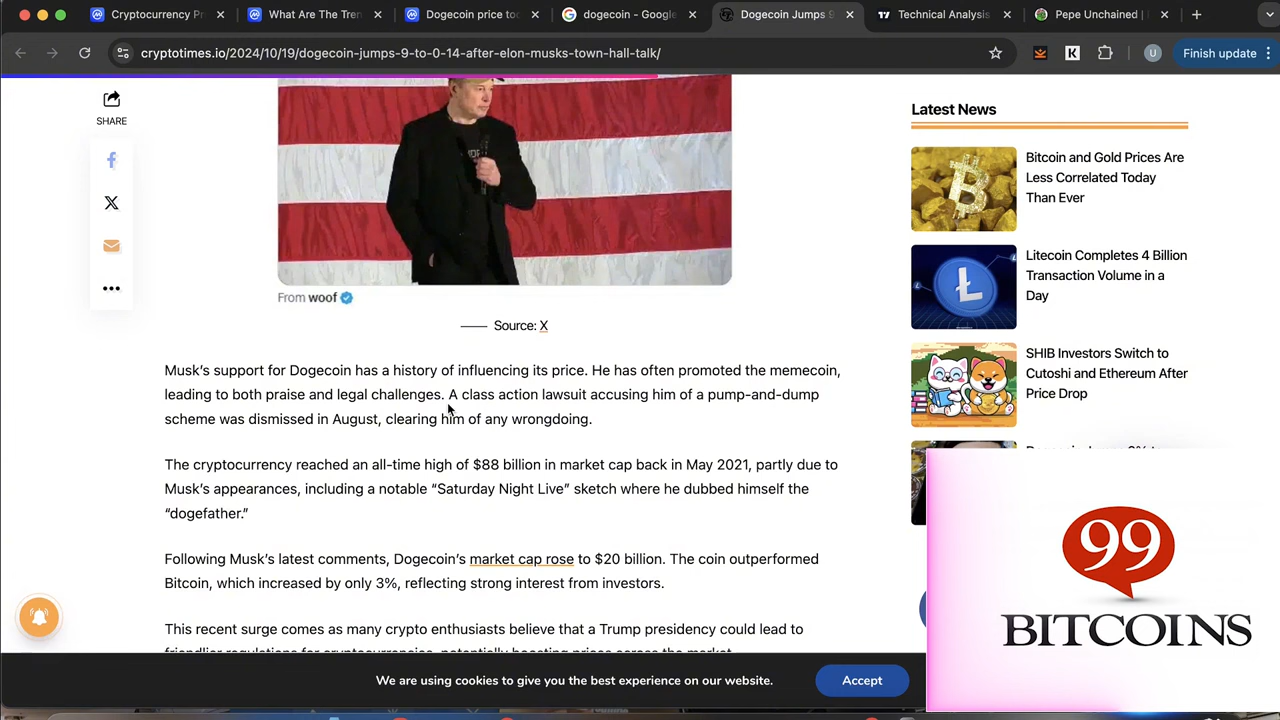 Cryptocurrency Pr
What Are The Tren
Dogecoin price to
dogecoin - Google
Dogecoin Jumps 9
Technical Analysis
Pepe Unchained |
cryptotimes.io/2024/10/19/dogecoin-jumps-9-to-0-14-after-elon-musks-town-hall-talk/
K
U
Finish update
SHARE
From woof
Source: X
Musk's support for Dogecoin has a history of influencing its price. He has often promoted the memecoin,
leading to both praise and legal challenges. A class action lawsuit accusing him of a pump-and-dump
scheme was dismissed in August, clearing him of any wrongdoing.
The cryptocurrency reached an all-time high of $88 billion in market cap back in May 2021, partly due to
Musk's appearances, including a notable “Saturday Night Live” sketch where he dubbed himself the
“dogefather.”
Following Musk's latest comments, Dogecoin's market cap rose to $20 billion. The coin outperformed
Bitcoin, which increased by only 3%, reflecting strong interest from investors.
This recent surge comes as many crypto enthusiasts believe that a Trump presidency could lead to
friendlier regulations for cryptocurrencies, potentially boosting prices across the market.
Latest News
Bitcoin and Gold Prices Are
Less Correlated Today
Than Ever
Litecoin Completes 4 Billion
Transaction Volume in a
Day
SHIB Investors Switch to
Cutoshi and Ethereum After
Price Drop
We are using cookies to give you the best experience on our website.
Accept
99
BITCOINS